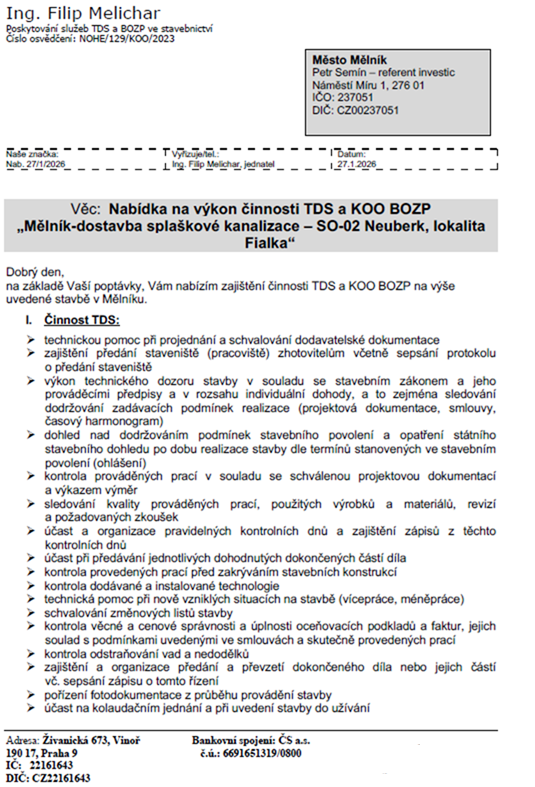 Ing. Filip Melichar
Poskytování služeb TDS a BOZP ve stavebnictví
Číslo osvědčení: NOHE/129/KOO/2023
Město Mělník
Petr Semín – referent investic
Náměstí Míru 1, 276 01
IČO: 237051
DIČ: CZ00237051
Naše značka:
Nab. 27/1/2026
Vyřizuje/tel.:
Ing. Filip Melichar, jednatel
Datum:
27.1.2026
Věc: Nabídka na výkon činnosti TDS a KOO BOZP
„Mělník-dostavba splaškové kanalizace – SO-02 Neuberk, lokalita
Fialka“
Dobrý den,
na základě Vaší poptávky, Vám nabízím zajištění činnosti TDS a KOO BOZP na výše
uvedené stavbě v Mělníku.
I. Činnost TDS:
➢ technickou pomoc při projednání a schvalování dodavatelské dokumentace
➢ zajištění předání staveniště (pracoviště) zhotovitelům včetně sepsání protokolu
o předání staveniště
➢ výkon technického dozoru stavby v souladu se stavebním zákonem a jeho
prováděcími předpisy a v rozsahu individuální dohody, a to zejména sledování
dodržování zadávacích podmínek realizace (projektová dokumentace, smlouvy,
časový harmonogram)
➢ dohled nad dodržováním podmínek stavebního povolení a opatření státního
stavebního dohledu po dobu realizace stavby dle termínů stanovených ve stavebním
povolení (ohlášení)
➢ kontrola prováděných prací v souladu se schválenou projektovou dokumentací
a výkazem výměr
➢ sledování kvality prováděných prací, použitých výrobků a materiálů, revizí
a požadovaných zkoušek
➢ účast a organizace pravidelných kontrolních dnů a zajištění zápisů z těchto
kontrolních dnů
➢ účast při předávání jednotlivých dohodnutých dokončených částí díla
➢ kontrola provedených prací před zakrýváním stavebních konstrukcí
➢ kontrola dodávané a instalované technologie
➢ technická pomoc při nově vzniklých situacích na stavbě (vícepráce, méněpráce)
➢ schvalování změnových listů stavby
➢ kontrola věcné a cenové správnosti a úplnosti oceňovacích podkladů a faktur, jejich
soulad s podmínkami uvedenými ve smlouvách a skutečně provedených prací
➢ kontrola odstraňování vad a nedodělků
➢ zajištění a organizace předání a převzetí dokončeného díla nebo jejich částí
vč. sepsání zápisu o tomto řízení
➢ pořízení fotodokumentace z průběhu provádění stavby
➢ účast na kolaudačním jednání a při uvedení stavby do užívání
Adresa: Živanická 673, Vinoř
190 17, Praha 9
IČ: 22161643
DIČ: CZ22161643
Bankovní spojení: ČS a.s.
č.ú.: 6691651319/0800